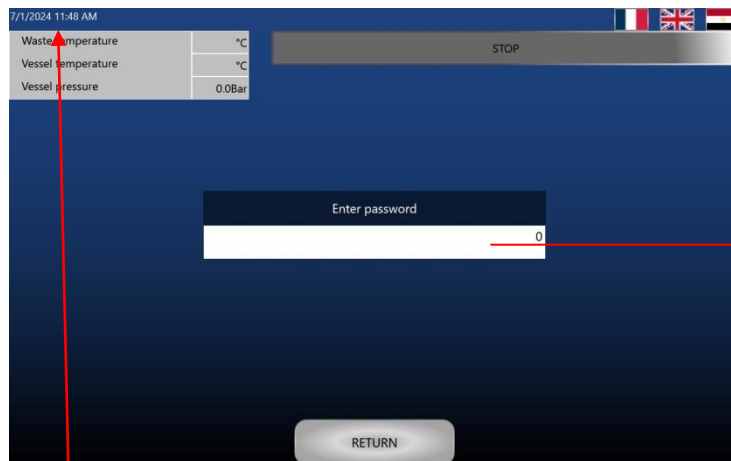 7/1/2024 11:48 AM
Waste temperature °C
STOP
Vessel temperature °C
Vessel pressure 0.0Bar
Enter password
0
RETURN